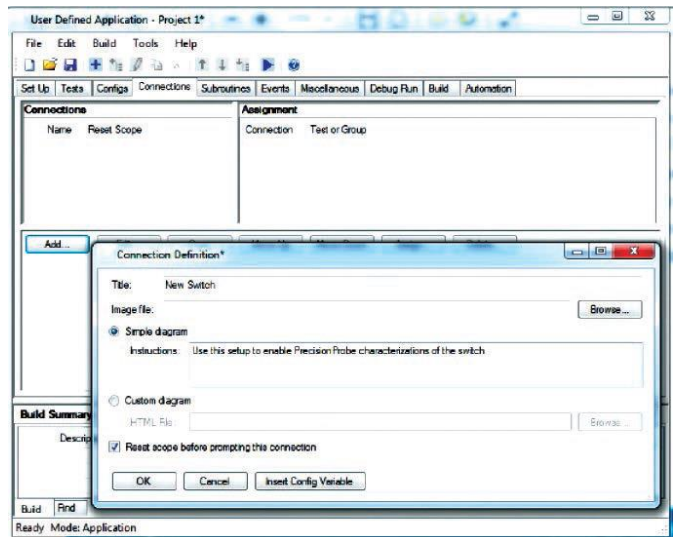 User Defined Application - Project 1*
File Edit Build Tools Help
Set Up Tests Configs Connections Subroutines Events Miscellaneous Debug Run Build Automation
Connections
Name Reset Scope
Assignment
Connection Test or Group
Add...
Connection Definition*
Title: New Switch
Image file: Browse...
Simple diagram
Instructions: Use this setup to enable Precision Probe characterizations of the switch
Custom diagram
HTML File Browse...
Reset scope before prompting this connection
OK Cancel Insert Config Variable
Build Summary
Descrip
Build Find
Ready Mode: Application